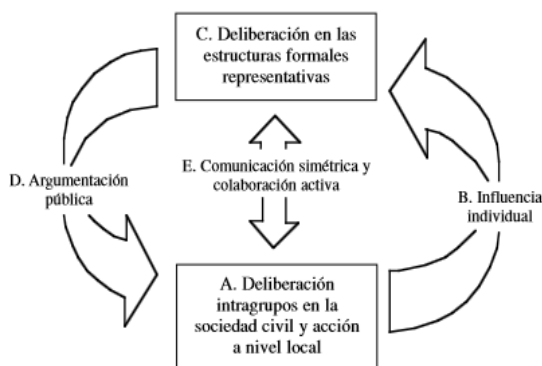 C. Deliberación en las
estructuras formales
representativas
E. Comunicación simétrica y
colaboración activa
D. Argumentación
pública
B. Influencia
individual
A. Deliberación
intragrupos en la
sociedad civil y acción
a nivel local